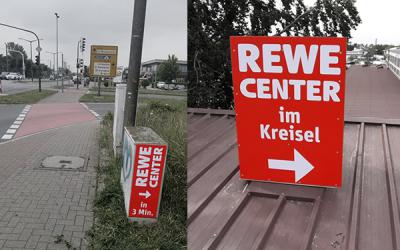 REWE
CENTER
→
in
3 Min.
REWE
CENTER
im
Kreisel
→